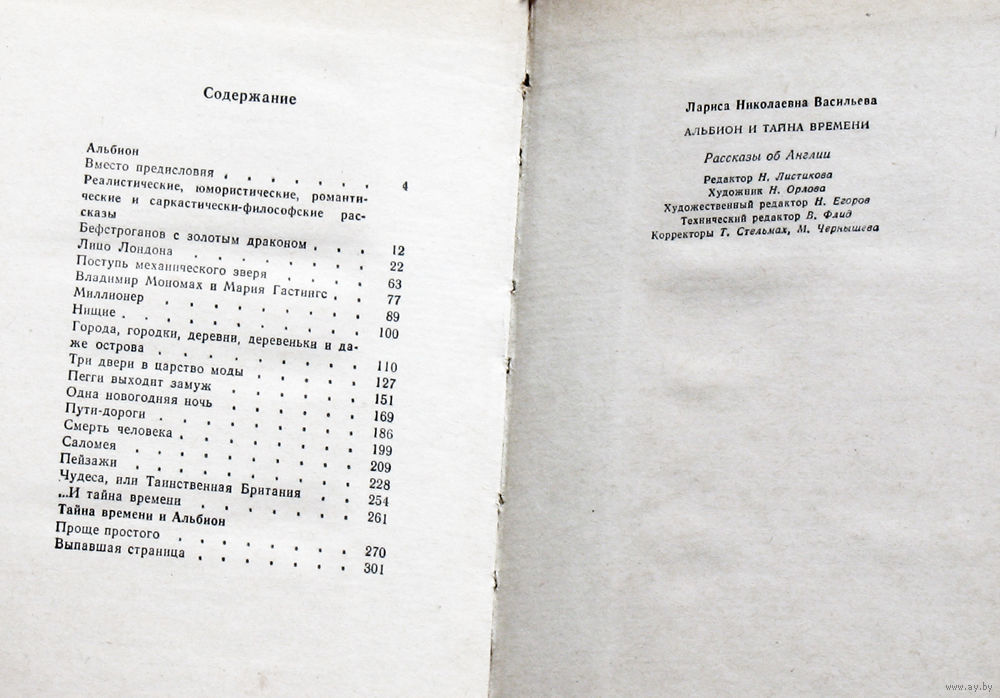 Содержание
Альбион
Вместо предисловия . . . . . . . 4
Реалистические, юмористические, романти-
ческие и саркастически-философские рас-
сказы
Бефстроганов с золотым драконом . . . 12
Лицо Лондона . . . . . . . . 22
Поступь механического зверя . . . . 63
Владимир Мономах и Мария Гастингс . . 77
Миллионер . . . . . . . . . 89
Нищие . . . . . . . . . . 100
Города, городки, деревни, деревеньки и да-
же острова . . . . . . . . . 110
Три двери в царство моды . . . . . 127
Пегги выходит замуж . . . . . . 151
Одна новогодняя ночь . . . . . . 169
Пути-дороги . . . . . . . . . 186
Смерть человека . . . . . . . . 199
Саломея . . . . . . . . . . 209
Пейзажи . . . . . . . . . . 228
Чудеса, или Таинственная Британия . . 254
...И тайна времени . . . . . . . 261
Тайна времени и Альбион
Проще простого . . . . . . . . 270
Выпавшая страница . . . . . . . 301
Лариса Николаевна Васильева
АЛЬБИОН И ТАЙНА ВРЕМЕНИ
Рассказы об Англии
Редактор Н. Листикова
Художник Н. Орлова
Художественный редактор Н. Егоров
Технический редактор В. Флид
Корректоры Т. Стельмах, М. Чернышева
www.ay.by